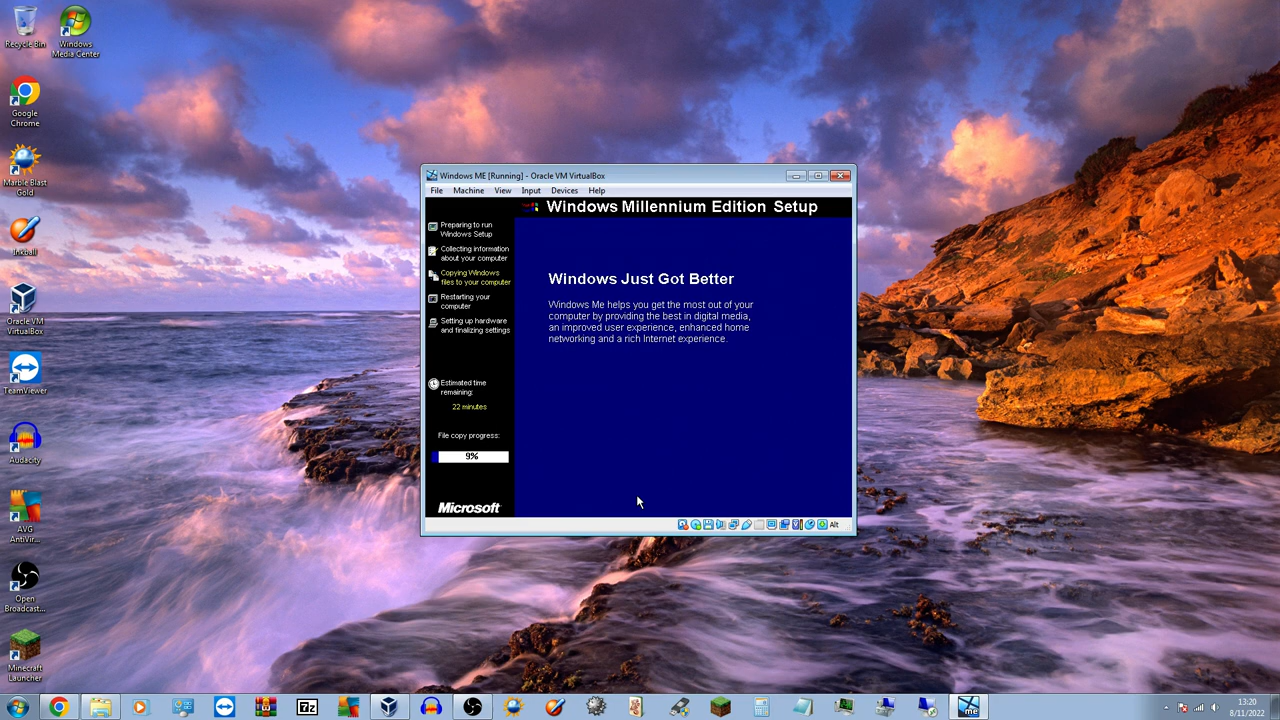 Recycle Bin
Windows
Media Center
Google
Chrome
Marble Blast
Gold
Inkball
Oracle VM
VirtualBox
TeamViewer
Audacity
AVG
AntiVir...
Open
Broadcast...
Minecraft
Launcher
Windows ME [Running] - Oracle VM VirtualBox
File Machine View Input Devices Help
Windows Millennium Edition Setup
Preparing to run
Windows Setup
Collecting information
about your computer
Copying Windows
files to your computer
Restarting your
computer
Setting up hardware
and finalizing settings
Estimated time
remaining:
22 minutes
File copy progress:
9%
Microsoft
Windows Just Got Better
Windows Me helps you get the most out of your
computer by providing the best in digital media,
an improved user experience, enhanced home
networking and a rich Internet experience.
Alt
7z
me
13:20
8/11/2022